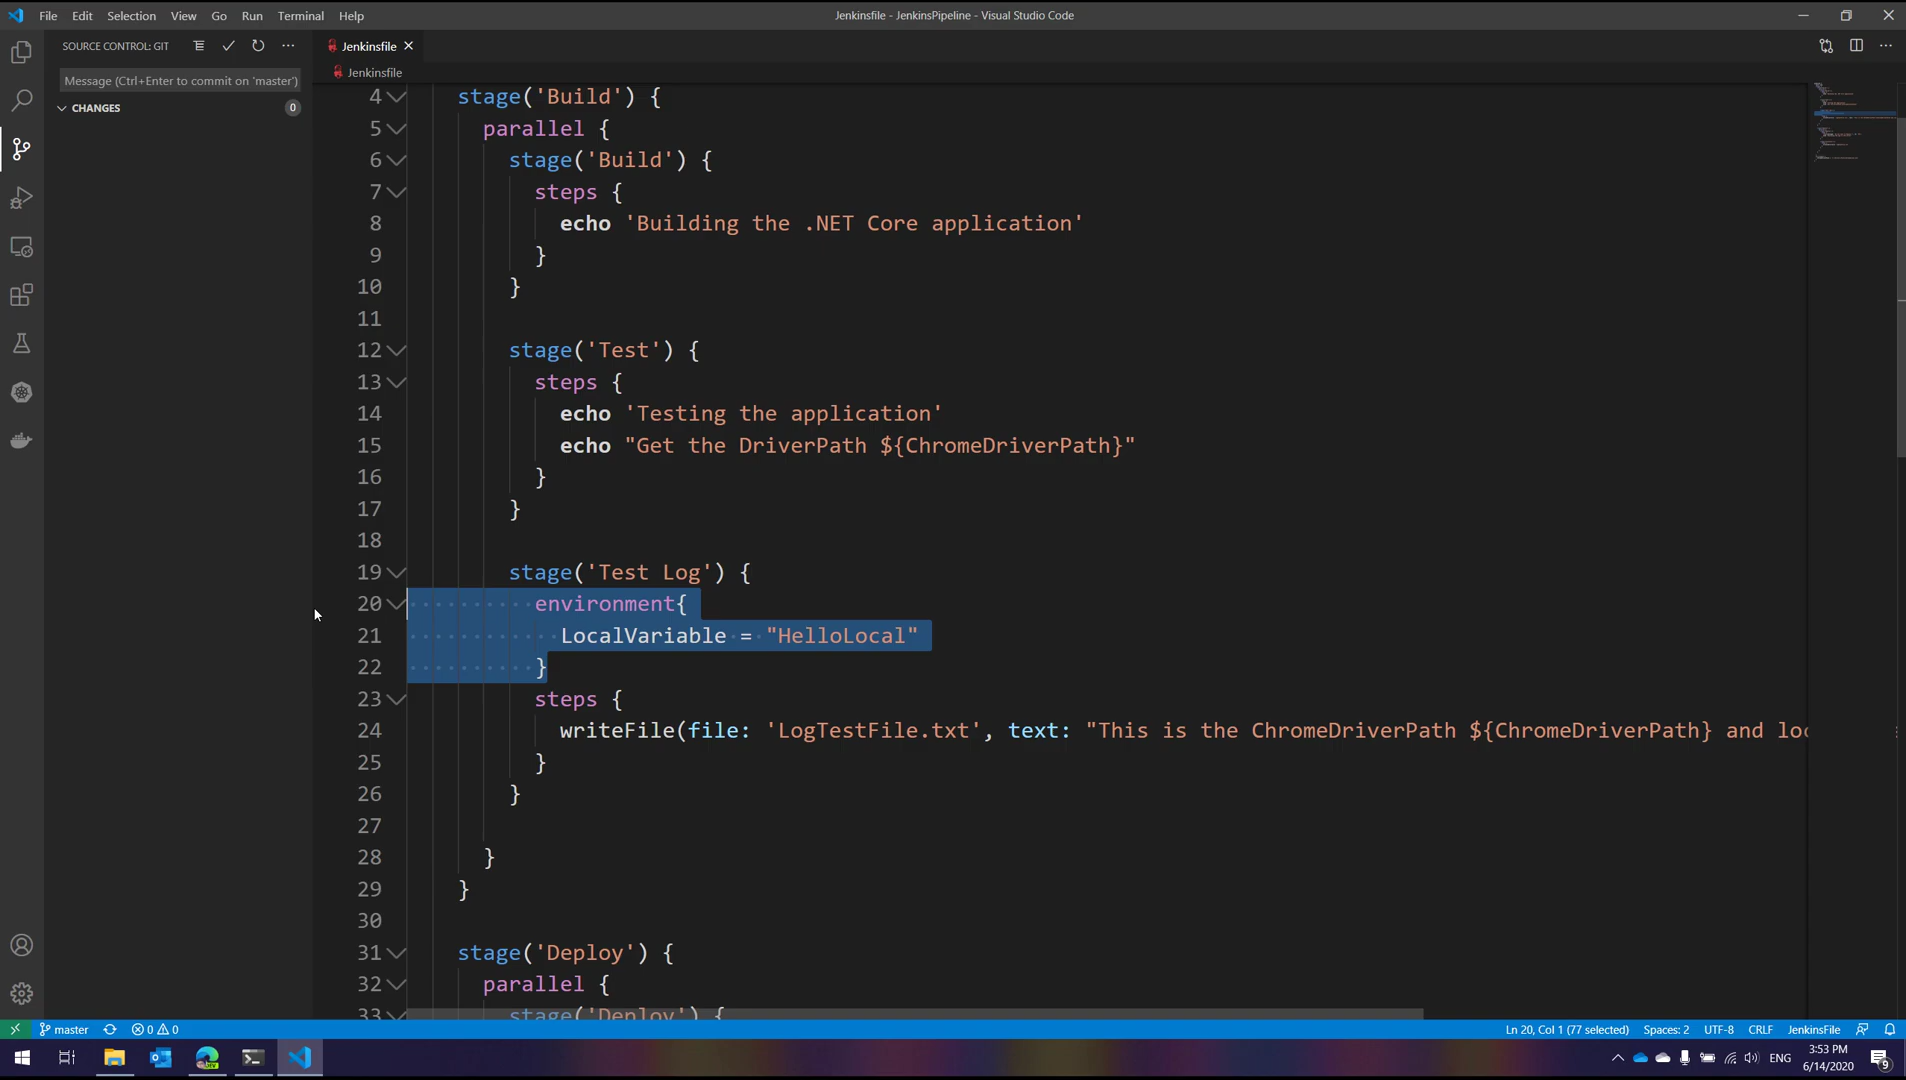 File Edit Selection View Go Run Terminal Help
Jenkinsfile - JenkinsPipeline - Visual Studio Code
SOURCE CONTROL: GIT
Jenkinsfile
Message (Ctrl+Enter to commit on 'master')
Jenkinsfile
CHANGES 0
4 stage('Build') {
5 parallel {
6 stage('Build') {
7 steps {
8 echo 'Building the .NET Core application'
9 }
10 }
11
12 stage('Test') {
13 steps {
14 echo 'Testing the application'
15 echo "Get the DriverPath ${ChromeDriverPath}"
16 }
17 }
18
19 stage('Test Log') {
20 environment{
21 LocalVariable = "HelloLocal"
22 }
23 steps {
24 writeFile(file: 'LogTestFile.txt', text: "This is the ChromeDriverPath ${ChromeDriverPath} and loc
25 }
26 }
27
28 }
29 }
30
31 stage('Deploy') {
32 parallel {
33 stage('Deploy') {
master 0 0 Ln 20, Col 1 (77 selected) Spaces: 2 UTF-8 CRLF JenkinsFile
ENG 3:53 PM
6/14/2020 9